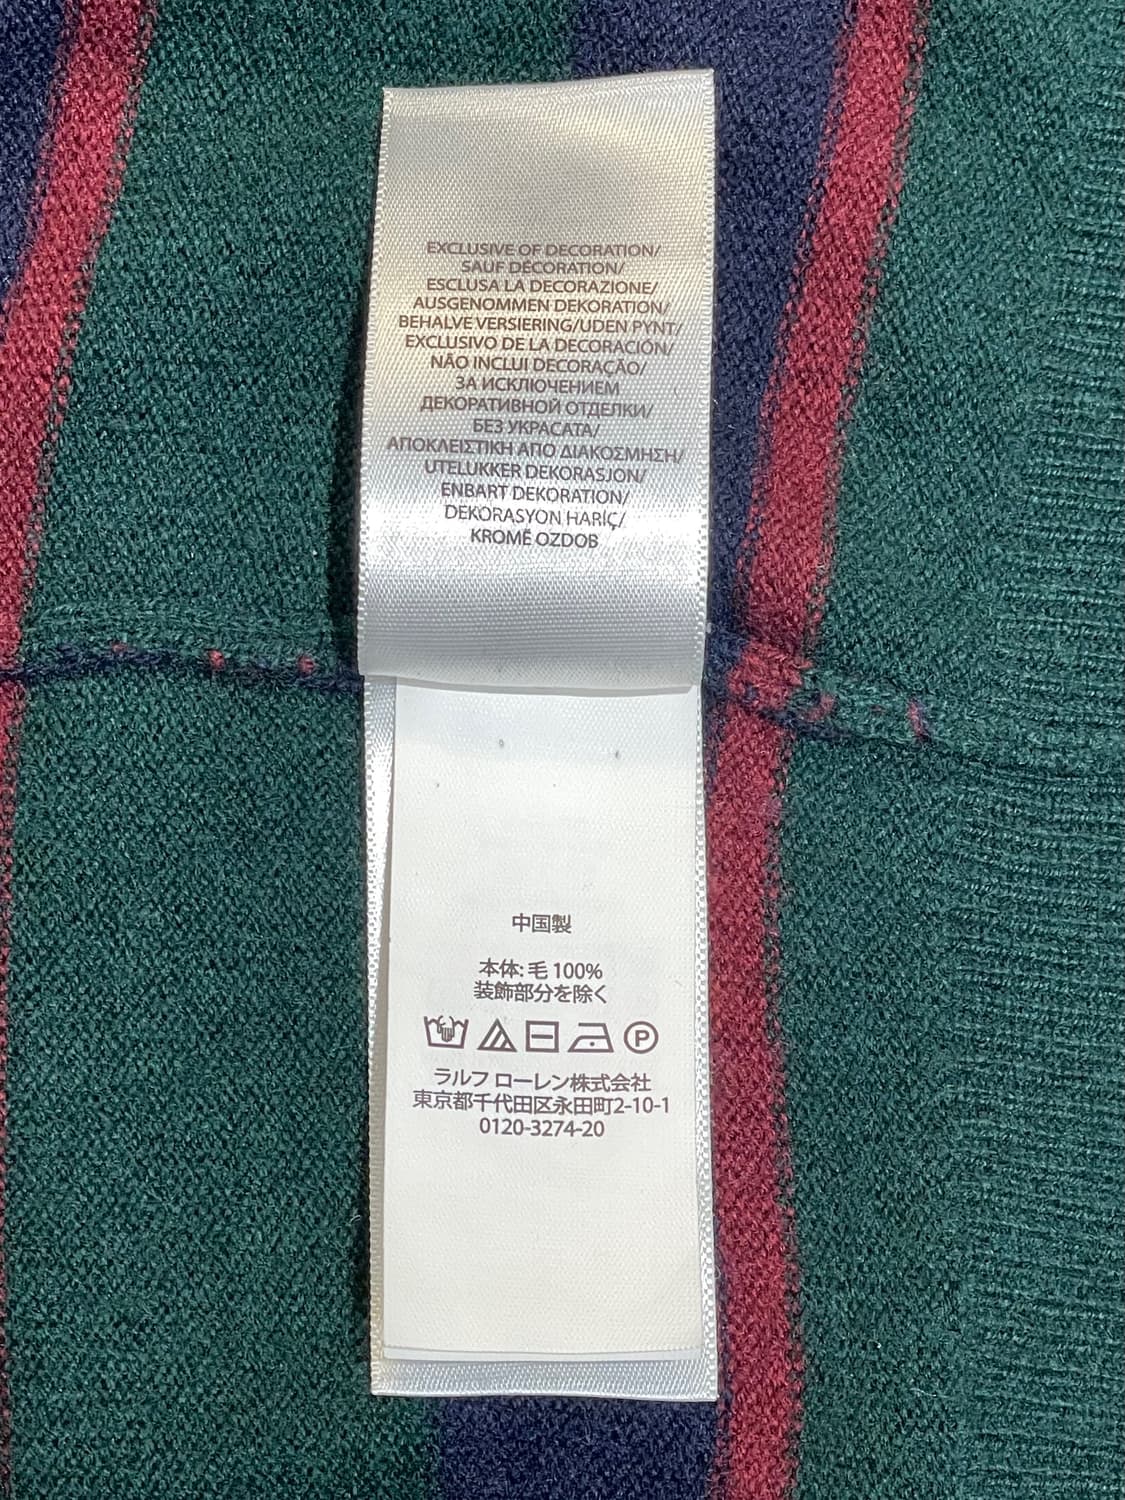 EXCLUSIVE OF DECORATION/
SAUF DÉCORATION/
ESCLUSA LA DECORAZIONE/
AUSGENOMMEN DEKORATION/
BEHALVE VERSIERING/UDEN PYNT/
EXCLUSIVO DE LA DECORACIÓN/
NÃO INCLUI DECORAÇÃO/
ЗА ИСКЛЮЧЕНИЕМ
ДЕКОРАТИВНОЙ ОТДЕЛКИ/
БЕЗ УКРАСАТА/
ΑΠΟΚΛΕΙΣΤΙΚΗ ΑΠΟ ΔΙΑΚΟΣΜΗΣΗ/
UTELUKKER DEKORASJON/
ENBART DEKORATION/
DEKORASYON HARİÇ/
KROMĚ OZDOB
中国製
本体: 毛 100%
装飾部分を除く
P
ラルフ ローレン株式会社
東京都千代田区永田町2-10-1
0120-3274-20